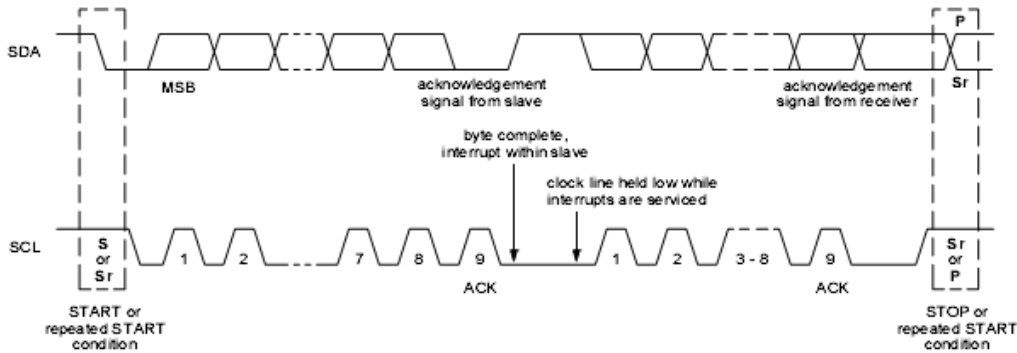 P
SDA
MSB
acknowledgement
signal from slave
acknowledgement
signal from receiver
Sr
byte complete,
interrupt within slave
clock line held low while
interrupts are serviced
SCL
S
or
Sr
1
2
7
8
9
1
2
3 - 8
9
Sr
or
P
ACK
ACK
START or
repeated START
condition
STOP or
repeated START
condition